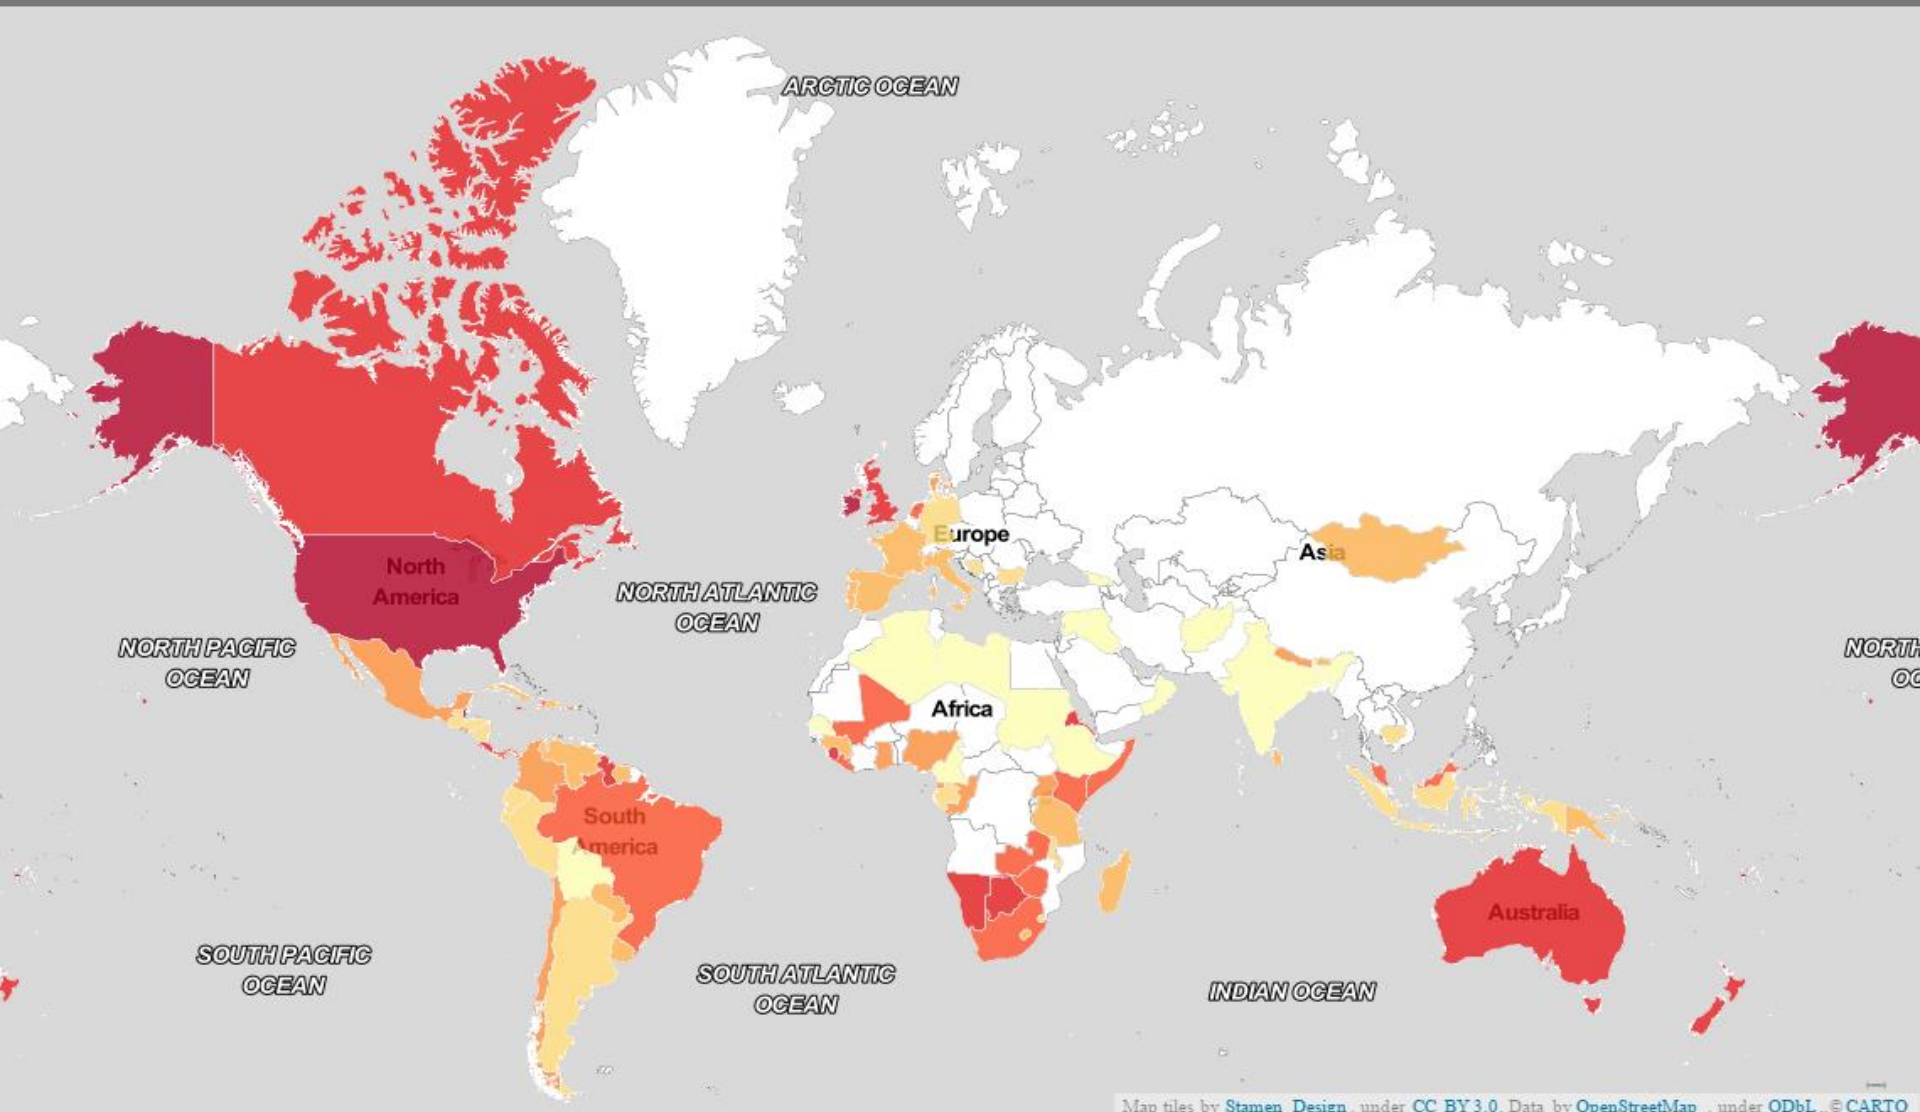 ARCTIC OCEAN
Europe
Asia
North
America
NORTH ATLANTIC
OCEAN
NORTH PACIFIC
OCEAN
NORTH
OC
Africa
South
America
Australia
SOUTH PACIFIC
OCEAN
SOUTH ATLANTIC
OCEAN
INDIAN OCEAN
Map tiles by Stamen Design, under CC BY 3.0. Data by OpenStreetMap, under ODbL. © CARTO